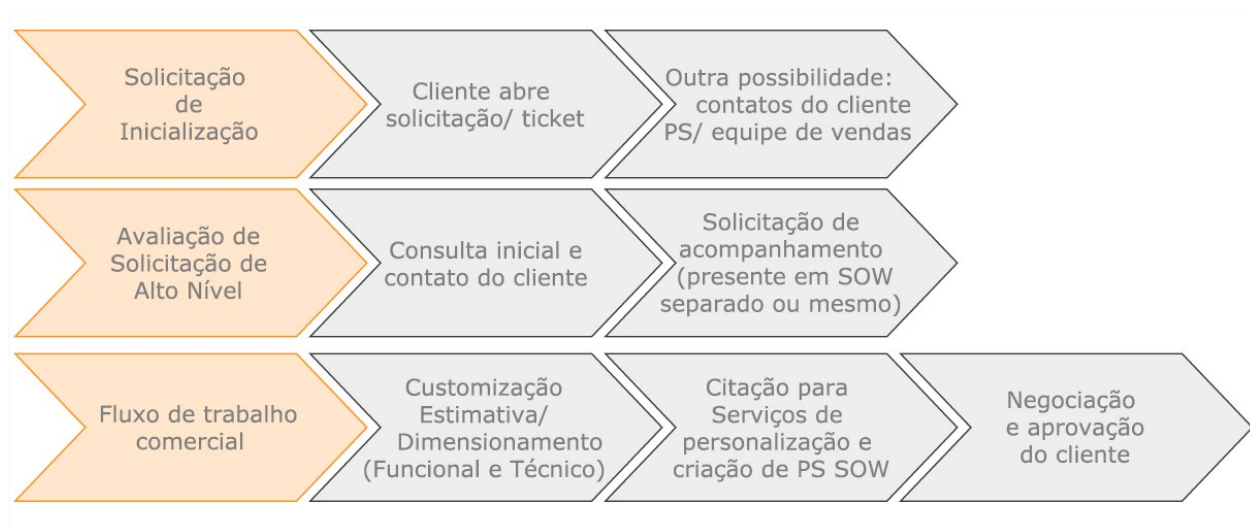 Solicitação
de
Inicialização
Cliente abre
solicitação/ ticket
Outra possibilidade:
contatos do cliente
PS/ equipe de vendas
Avaliação de
Solicitação de
Alto Nível
Consulta inicial e
contato do cliente
Solicitação de
acompanhamento
(presente em SOW
separado ou mesmo)
Fluxo de trabalho
comercial
Customização
Estimativa/
Dimensionamento
(Funcional e Técnico)
Citação para
Serviços de
personalização e
criação de PS SOW
Negociação
e aprovação
do cliente